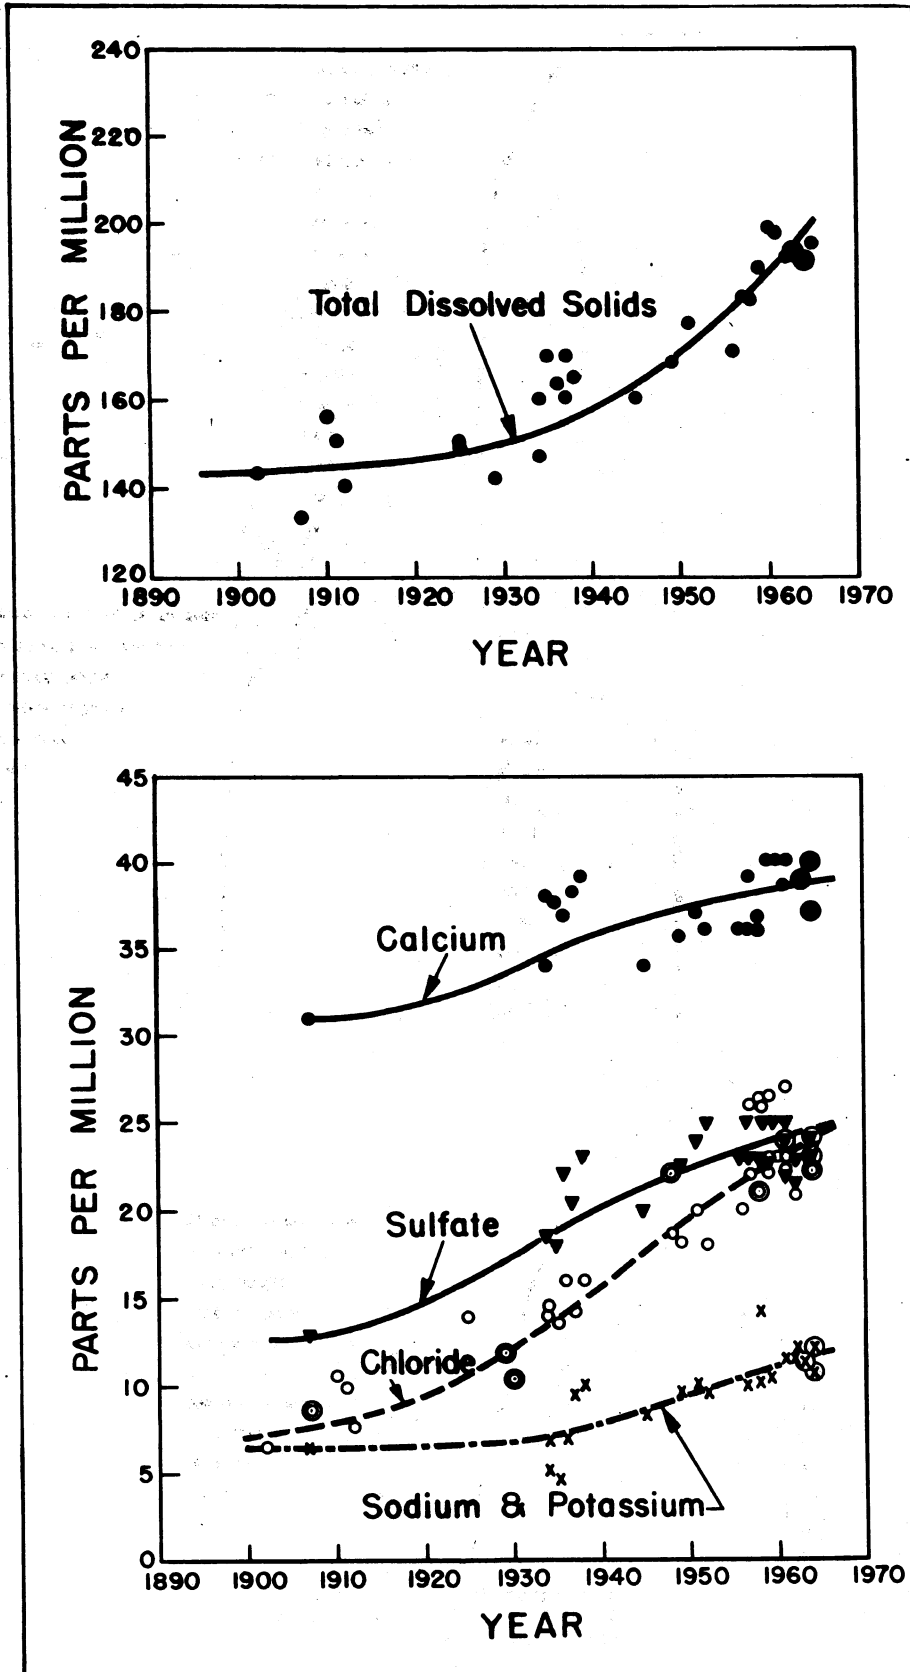 240
220
200
180
160
140
120
PARTS PER MILLION
Total Dissolved Solids
1890 1900 1910 1920 1930 1940 1950 1960 1970
YEAR
45
40
35
30
25
20
15
10
5
0
PARTS PER MILLION
Calcium
Sulfate
Chloride
Sodium & Potassium
1890 1900 1910 1920 1930 1940 1950 1960 1970
YEAR